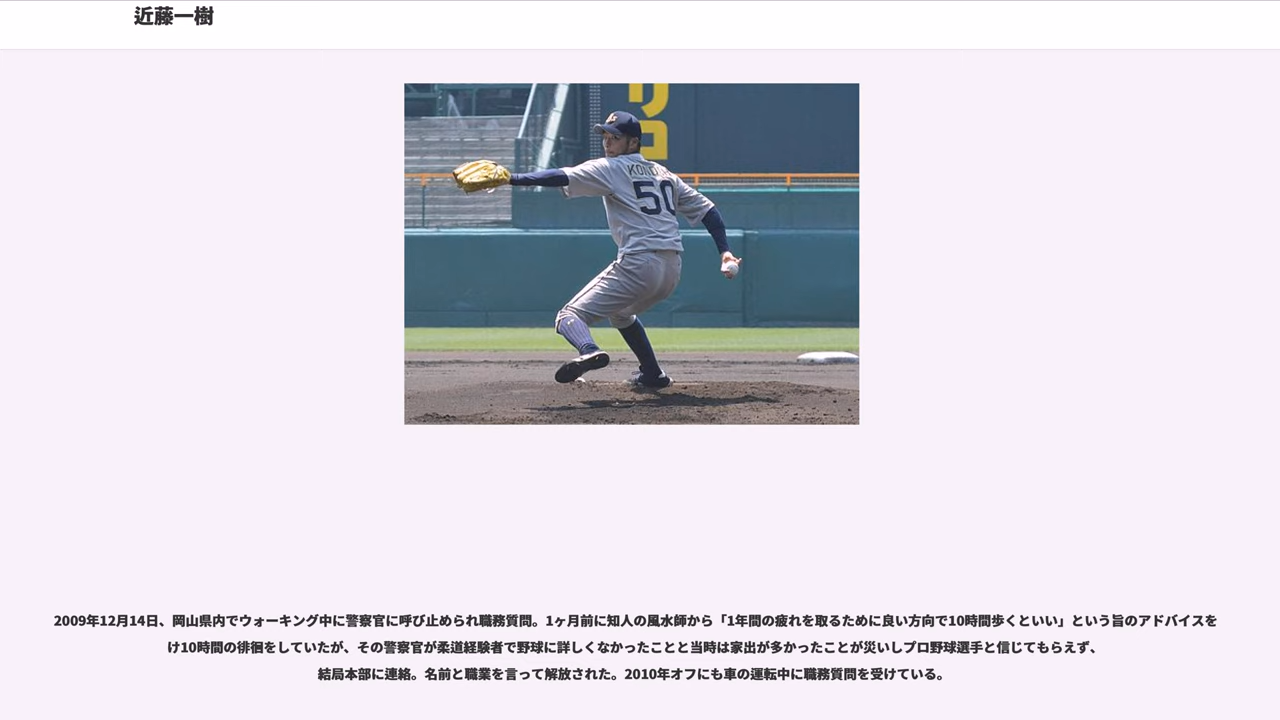 近藤一樹
リロ
50
2009年12月14日、岡山県内でウォーキング中に警察官に呼び止められ職務質問。1ヶ月前に知人の風水師から「1年間の疲れを取るために良い方向で10時間歩くといい」という旨のアドバイスを
け10時間の徘徊をしていたが、その警察官が柔道経験者で野球に詳しくなかったことと当時は家出が多かったことが災いしプロ野球選手と信じてもらえず、
結局本部に連絡。名前と職業を言って解放された。2010年オフにも車の運転中に職務質問を受けている。